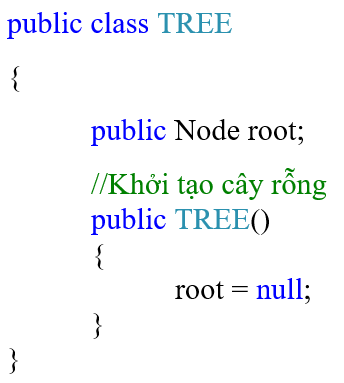 public class TREE
{
public Node root;
//Khởi tạo cây rỗng
public TREE()
{
root = null;
}
}